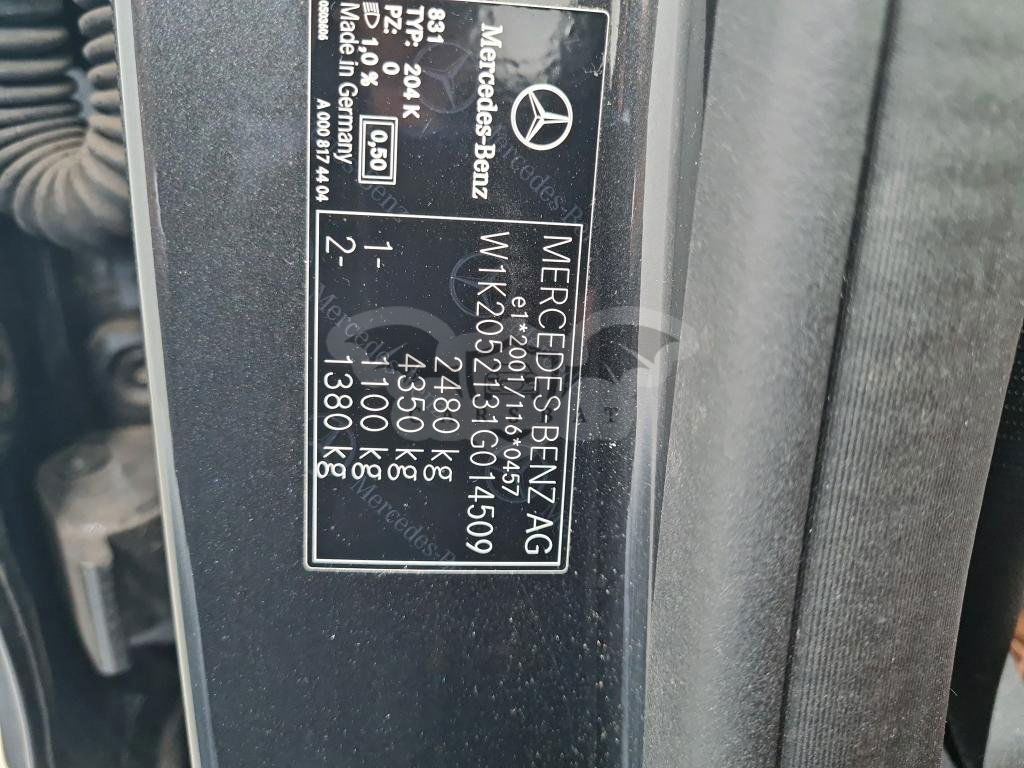 Mercedes-Benz
831
TYP: 204 K
PZ: 0
0,50
1,0 %
Made in Germany
0503006 A 000 817 44 04
MERCEDES-BENZ AG
e1*2001/116*0457
W1K2052131G014509
2480 kg
4350 kg
1- 1100 kg
2- 1380 kg